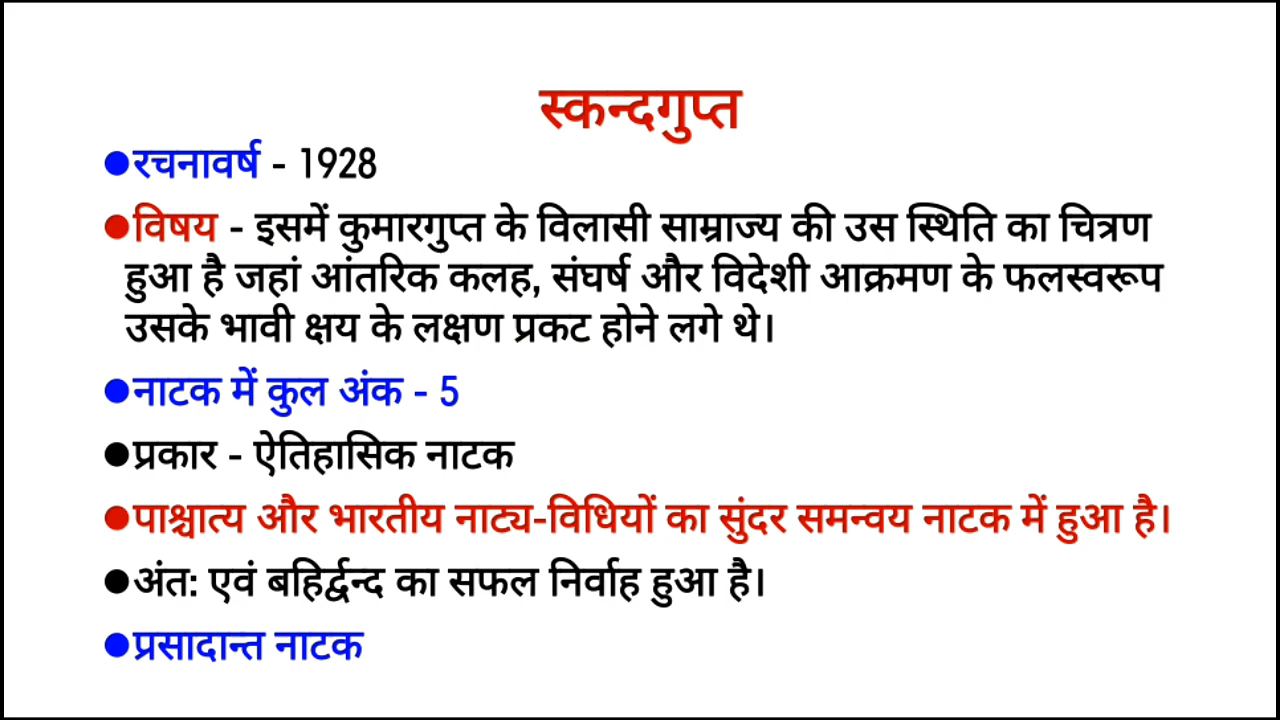 स्कन्दगुप्त
●रचनावर्ष - 1928
●विषय - इसमें कुमारगुप्त के विलासी साम्राज्य की उस स्थिति का चित्रण
हुआ है जहां आंतरिक कलह, संघर्ष और विदेशी आक्रमण के फलस्वरूप
उसके भावी क्षय के लक्षण प्रकट होने लगे थे।
●नाटक में कुल अंक - 5
●प्रकार - ऐतिहासिक नाटक
●पाश्चात्य और भारतीय नाट्य-विधियों का सुंदर समन्वय नाटक में हुआ है।
●अंत: एवं बहिर्द्वन्द का सफल निर्वाह हुआ है।
●प्रसादान्त नाटक